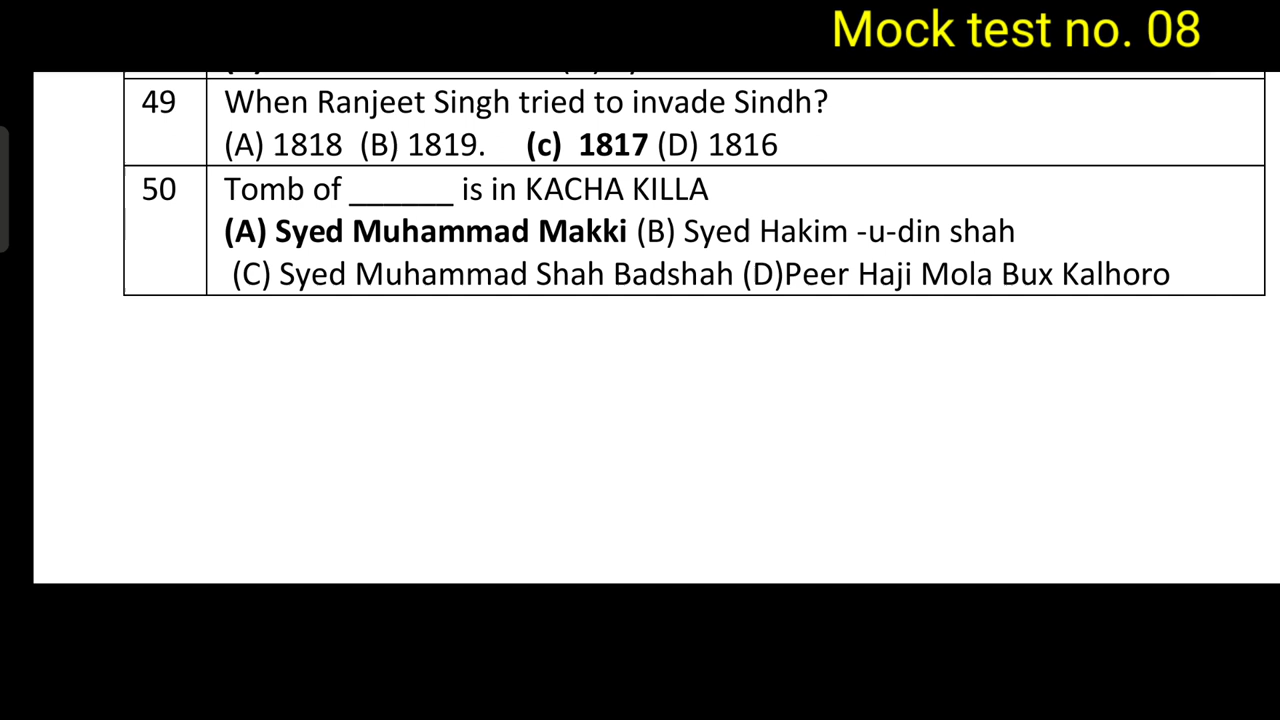 Mock test no. 08
49 When Ranjeet Singh tried to invade Sindh?
(A) 1818 (B) 1819. (c) 1817 (D) 1816
50 Tomb of ______ is in KACHA KILLA
(A) Syed Muhammad Makki (B) Syed Hakim -u-din shah
(C) Syed Muhammad Shah Badshah (D)Peer Haji Mola Bux Kalhoro